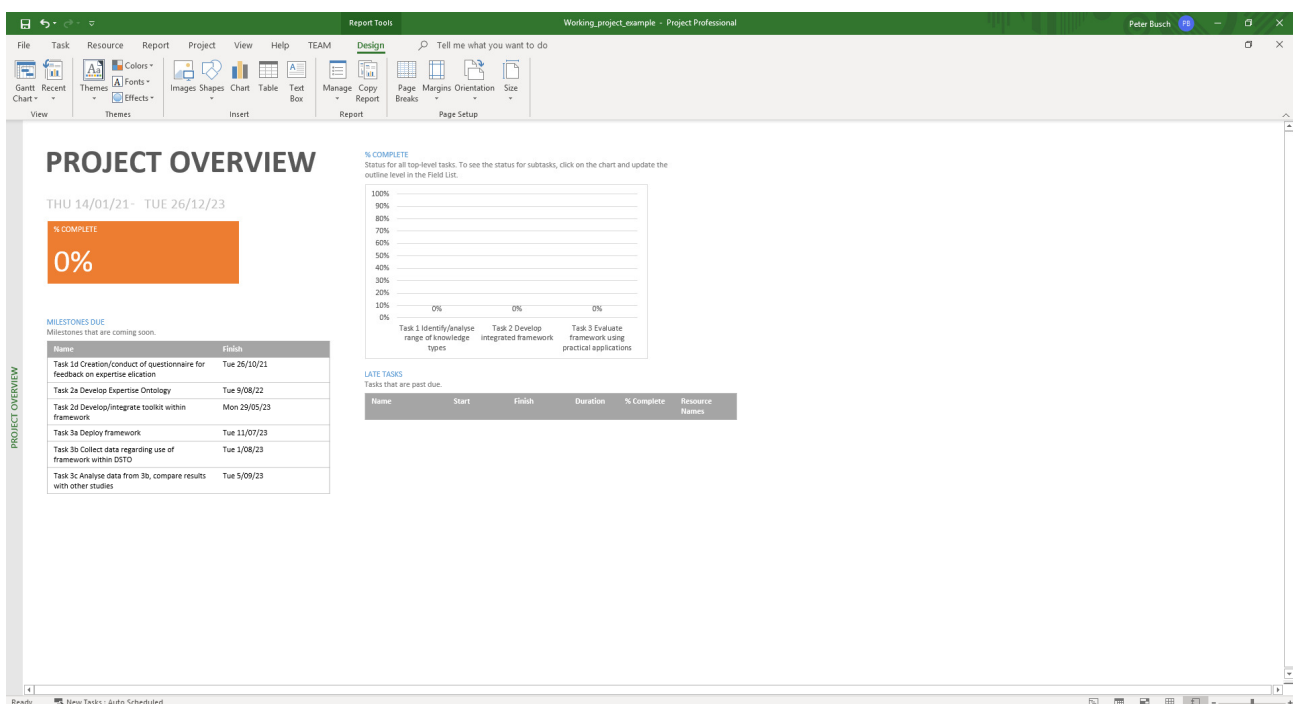 Report Tools
Working_project_example - Project Professional
Peter Busch PB
File Task Resource Report Project View Help TEAM Design Tell me what you want to do
Gantt Chart
Recent
Themes
Colors
Fonts
Effects
Images
Shapes
Chart
Table
Text Box
Manage
Copy Report
Page Breaks
Margins
Orientation
Size
View
Themes
Insert
Report
Page Setup
PROJECT OVERVIEW
PROJECT OVERVIEW
THU 14/01/21 - TUE 26/12/23
% COMPLETE
0%
MILESTONES DUE
Milestones that are coming soon.
Name Finish
Task 1d Creation/conduct of questionnaire for Tue 26/10/21
feedback on expertise elication
Task 2a Develop Expertise Ontology Tue 9/08/22
Task 2d Develop/integrate toolkit within Mon 29/05/23
framework
Task 3a Deploy framework Tue 11/07/23
Task 3b Collect data regarding use of Tue 1/08/23
framework within DSTO
Task 3c Analyse data from 3b, compare results Tue 5/09/23
with other studies
% COMPLETE
Status for all top-level tasks. To see the status for subtasks, click on the chart and update the
outline level in the Field List.
100%
90%
80%
70%
60%
50%
40%
30%
20%
10%
0%
0% 0% 0%
Task 1 Identify/analyse
range of knowledge
types
Task 2 Develop
integrated framework
Task 3 Evaluate
framework using
practical applications
LATE TASKS
Tasks that are past due.
Name Start Finish Duration % Complete Resource
Names
Ready New Tasks : Auto Scheduled